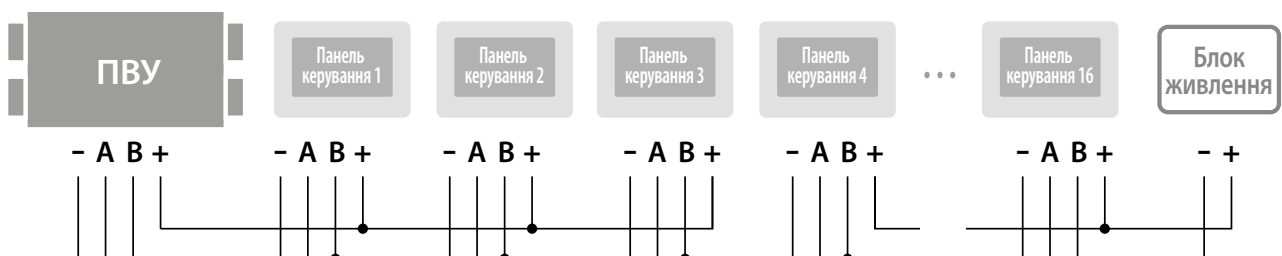 ПВУ
Панель
керування 1
Панель
керування 2
Панель
керування 3
Панель
керування 4
...
Панель
керування 16
Блок
живлення
– A B +
– A B +
– A B +
– A B +
– A B +
– A B +
– +